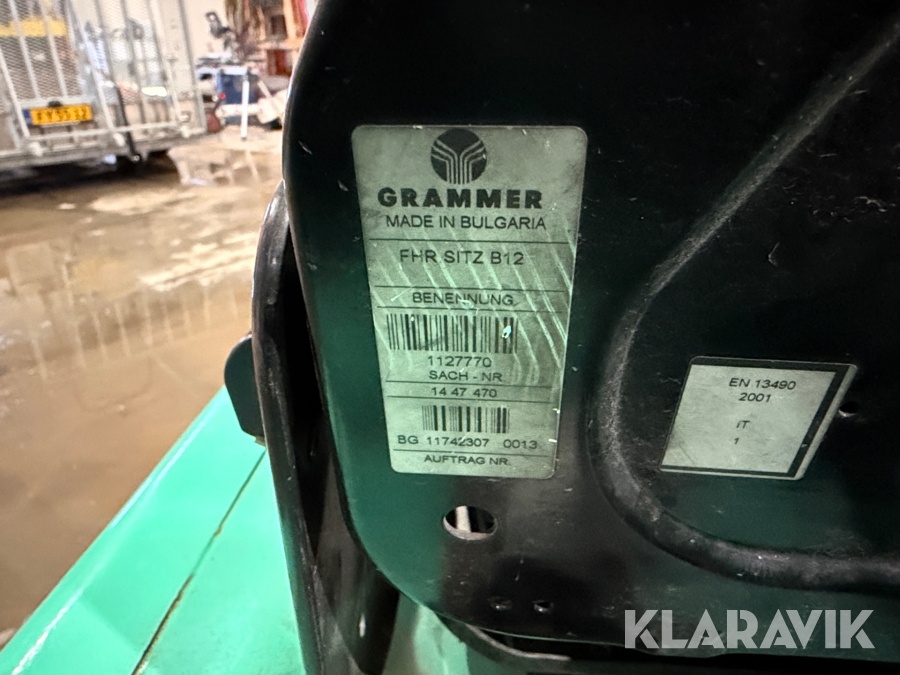 GRAMMER
MADE IN BULGARIA
FHR SITZ B12
BENENNUNG
1127770
SACH - NR.
14 47 470
BG 11742307 0013
AUFTRAG NR.
EN 13490
2001
IT
1
KLARAVIK